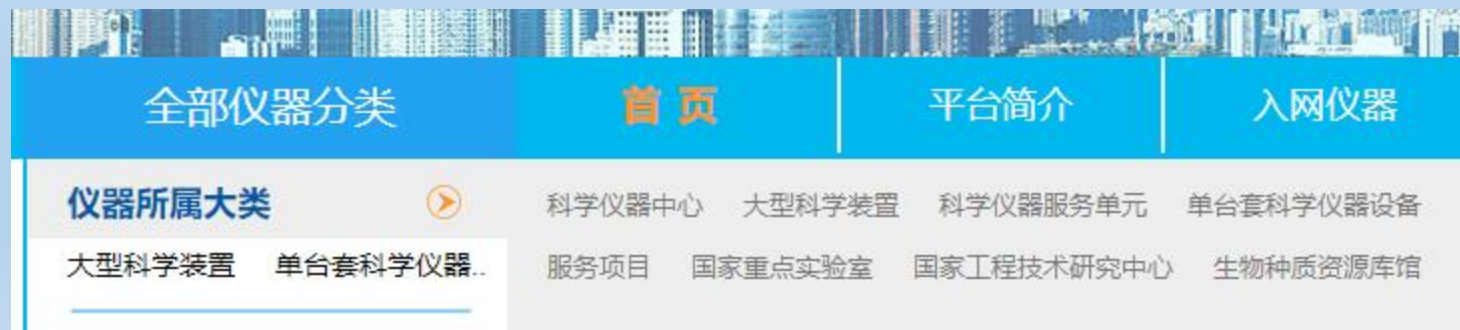 全部仪器分类 首页 平台简介 入网仪器
仪器所属大类 科学仪器中心 大型科学装置 科学仪器服务单元 单台套科学仪器设备
大型科学装置 单台套科学仪器.. 服务项目 国家重点实验室 国家工程技术研究中心 生物种质资源库馆